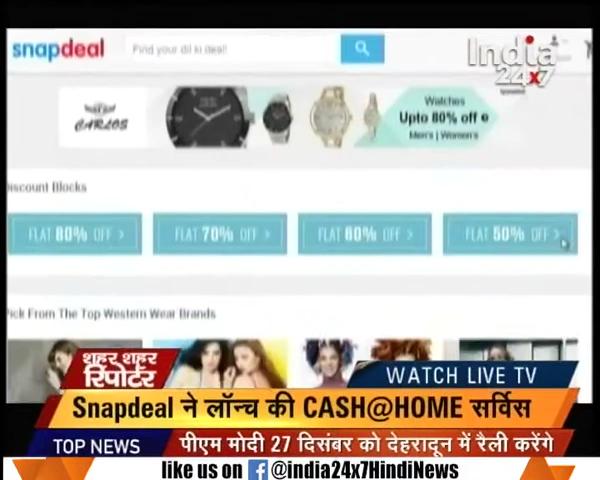 snapdeal
Find your dil ki deal!
India
24x7
CARLOS
Watches
Upto 80% off
Men's | Women's
iscount Blocks
FLAT 80% OFF >
FLAT 70% OFF >
FLAT 60% OFF >
FLAT 50% OFF >
Pick From The Top Western Wear Brands
शहर शहर
रिपोर्टर
WATCH LIVE TV
Snapdeal ने लॉन्च की CASH@HOME सर्विस
TOP NEWS
पीएम मोदी 27 दिसंबर को देहरादून में रैली करेंगे
like us on f @india24x7HindiNews